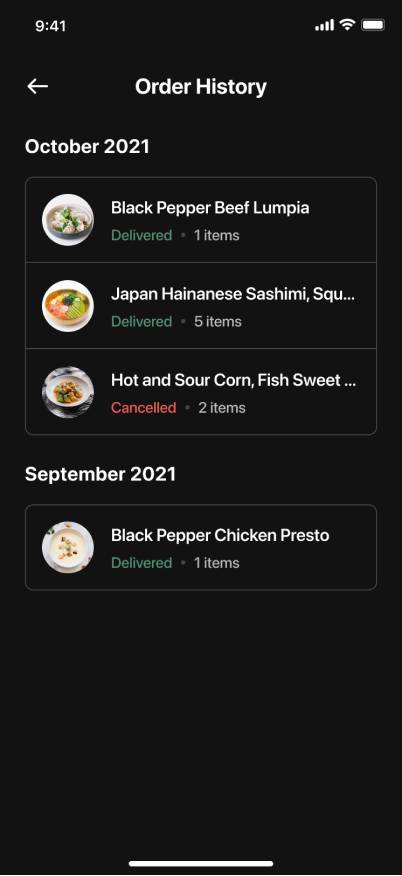 9:41
Order History
October 2021
Black Pepper Beef Lumpia
Delivered • 1 items
Japan Hainanese Sashimi, Squ...
Delivered • 5 items
Hot and Sour Corn, Fish Sweet ...
Cancelled • 2 items
September 2021
Black Pepper Chicken Presto
Delivered • 1 items